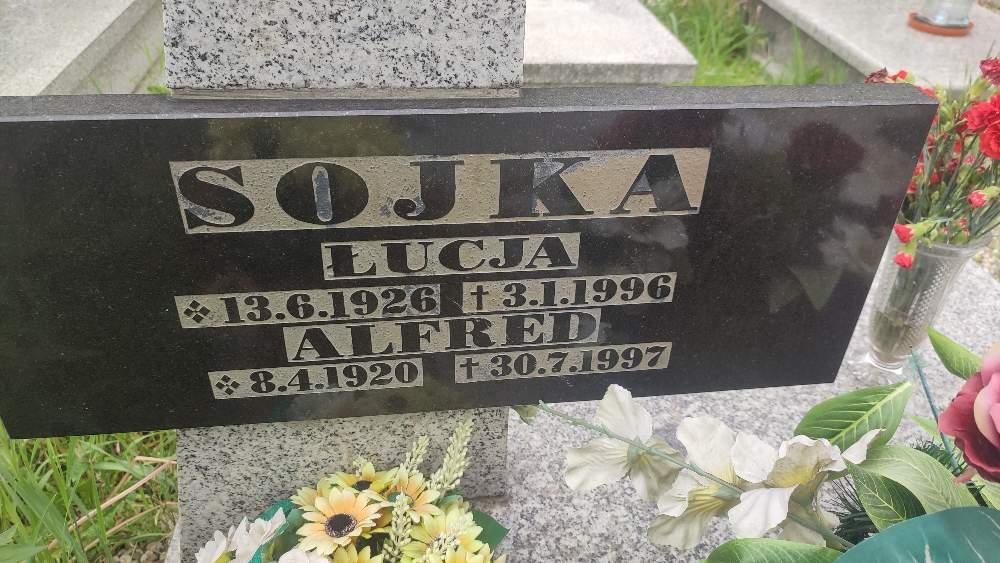 SOJKA
ŁUCJA
❖ 13.6.1926 † 3.1.1996
ALFRED
❖ 8.4.1920 † 30.7.1997